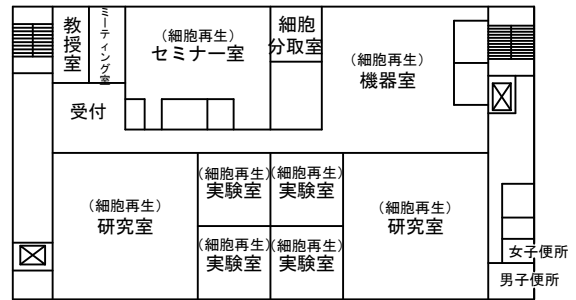 教授室
ミーティング室
(細胞再生)
セミナー室
細胞
分取室
(細胞再生)
機器室
受付
(細胞再生)
研究室
(細胞再生)
実験室
(細胞再生)
実験室
(細胞再生)
研究室
(細胞再生)
実験室
(細胞再生)
実験室
女子便所
男子便所